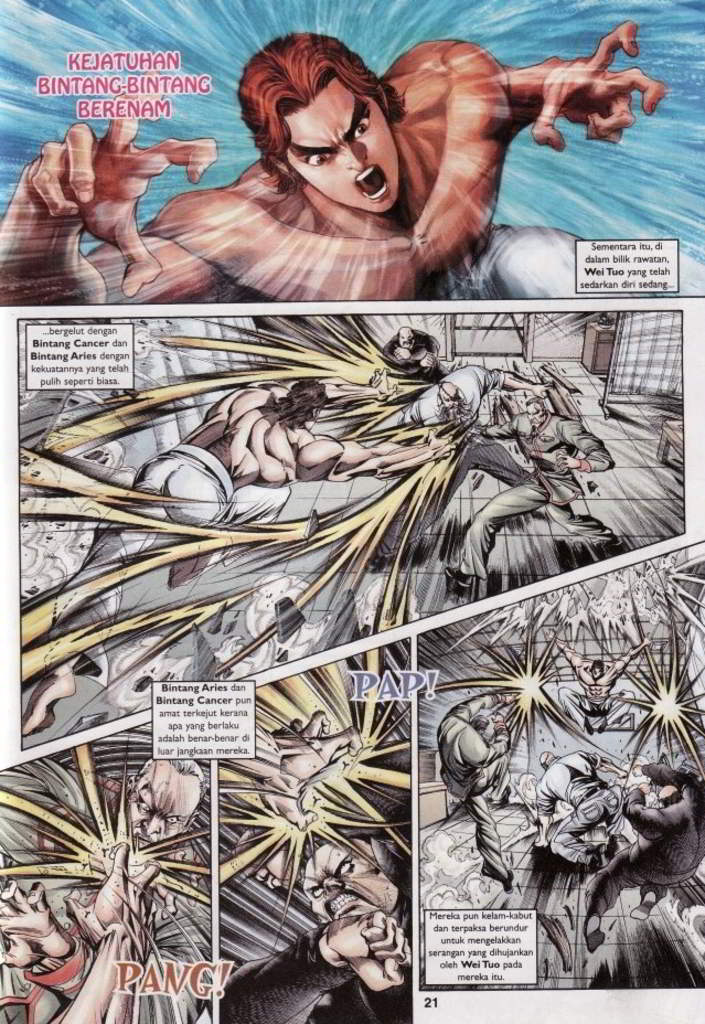 KEJATUHAN
BINTANG-BINTANG
BERENAM
Sementara itu, di
dalam bilik rawatan,
Wei Tuo yang telah
sedarkan diri sedang...
...bergelut dengan
Bintang Cancer dan
Bintang Aries dengan
kekuatannya yang telah
pulih seperti biasa.
Bintang Aries dan
Bintang Cancer pun
amat terkejut kerana
apa yang berlaku
adalah benar-benar di
luar jangkaan mereka.
PANG!
PAP!
Mereka pun kelam-kabut
dan terpaksa berundur
untuk mengelakkan
serangan yang dihujankan
oleh Wei Tuo pada
mereka itu.
21